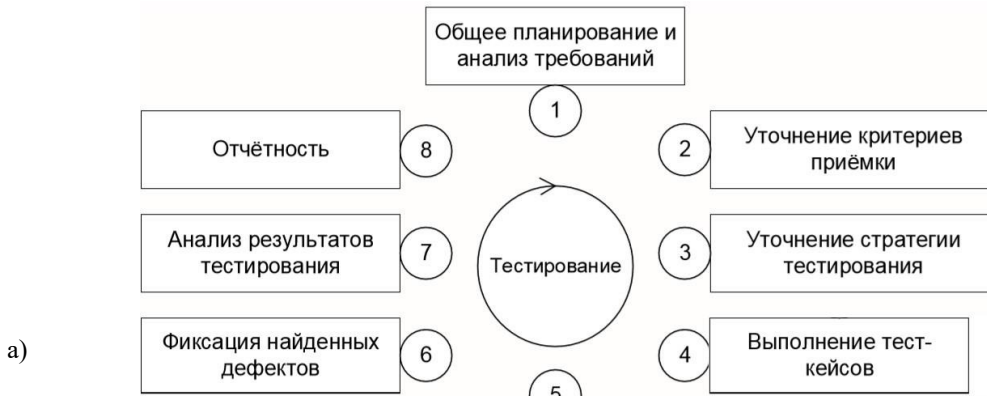 Общее планирование и
анализ требований
1
Отчётность
8
2
Уточнение критериев
приёмки
Анализ результатов
тестирования
7
Тестирование
3
Уточнение стратегии
тестирования
а)
Фиксация найденных
дефектов
6
4
Выполнение тест-
кейсов
5